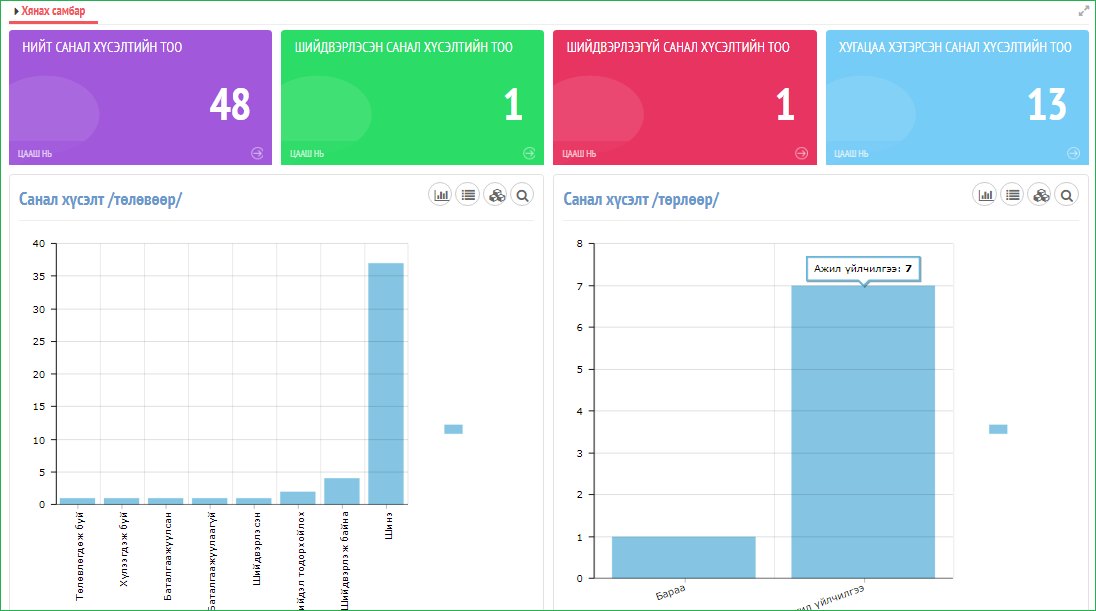 Хянах самбар
НИЙТ САНАЛ ХҮСЭЛТИЙН ТОО
48
ЦААШ НЬ
ШИЙДВЭРЛЭСЭН САНАЛ ХҮСЭЛТИЙН ТОО
1
ЦААШ НЬ
ШИЙДВЭРЛЭЭГҮЙ САНАЛ ХҮСЭЛТИЙН ТОО
1
ЦААШ НЬ
ХУГАЦАА ХЭТЭРСЭН САНАЛ ХҮСЭЛТИЙН ТОО
13
ЦААШ НЬ
Санал хүсэлт /төлөвөөр/
40
35
30
25
20
15
10
5
0
Төлөвлөгдөж буй
Хүлээгдэж буй
Баталгаажуулсан
Баталгаажуулаагүй
Шийдвэрлэсэн
ийдэл тодорхойлох
Шийдвэрлэж байна
Шинэ
Санал хүсэлт /төрлөөр/
8
7
6
5
4
3
2
1
0
Ажил үйлчилгээ: 7
Бараа
ил үйлчилгээ